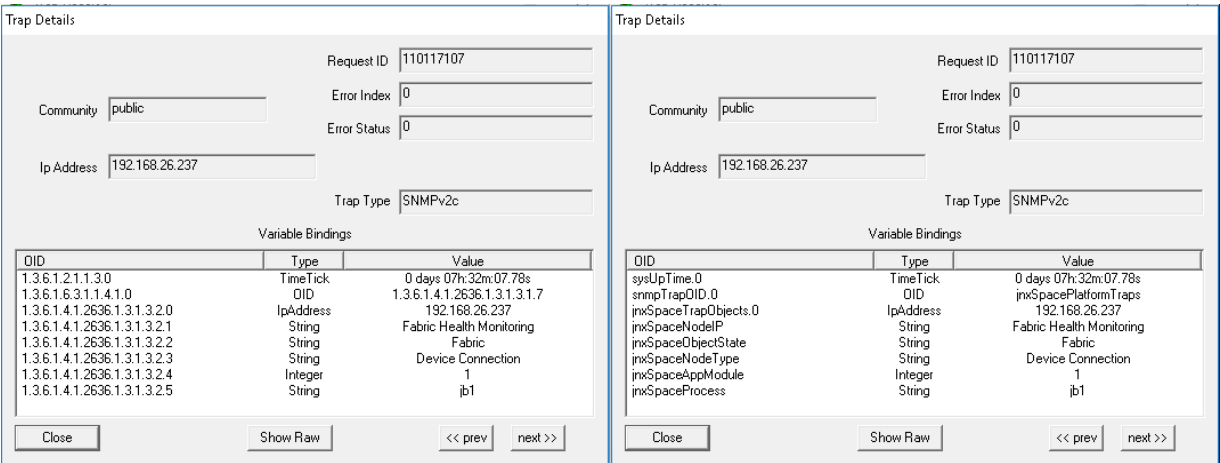 Trap Details
Request ID 110117107
Error Index 0
Community public
Error Status 0
Ip Address 192.168.26.237
Trap Type SNMPv2c
Variable Bindings
OID Type Value
1.3.6.1.2.1.1.3.0 TimeTick 0 days 07h:32m:07.78s
1.3.6.1.6.3.1.1.4.1.0 OID 1.3.6.1.4.1.2636.1.3.1.3.1.7
1.3.6.1.4.1.2636.1.3.1.3.2.0 IpAddress 192.168.26.237
1.3.6.1.4.1.2636.1.3.1.3.2.1 String Fabric Health Monitoring
1.3.6.1.4.1.2636.1.3.1.3.2.2 String Fabric
1.3.6.1.4.1.2636.1.3.1.3.2.3 String Device Connection
1.3.6.1.4.1.2636.1.3.1.3.2.4 Integer 1
1.3.6.1.4.1.2636.1.3.1.3.2.5 String jb1
Close Show Raw << prev next >>
Trap Details
Request ID 110117107
Error Index 0
Community public
Error Status 0
Ip Address 192.168.26.237
Trap Type SNMPv2c
Variable Bindings
OID Type Value
sysUpTime.0 TimeTick 0 days 07h:32m:07.78s
snmpTrapOID.0 OID jnxSpacePlatformTraps
jnxSpaceTrapObjects.0 IpAddress 192.168.26.237
jnxSpaceNodeIP String Fabric Health Monitoring
jnxSpaceObjectState String Fabric
jnxSpaceNodeType String Device Connection
jnxSpaceAppModule Integer 1
jnxSpaceProcess String jb1
Close Show Raw << prev next >>